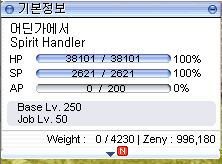 기본정보
어딘가에서
Spirit Handler
HP 38101 / 38101 100%
SP 2621 / 2621 100%
AP 0 / 200 0%
Base Lv. 250
Job Lv. 50
Weight : 0 / 4230 | Zeny : 996,180
N